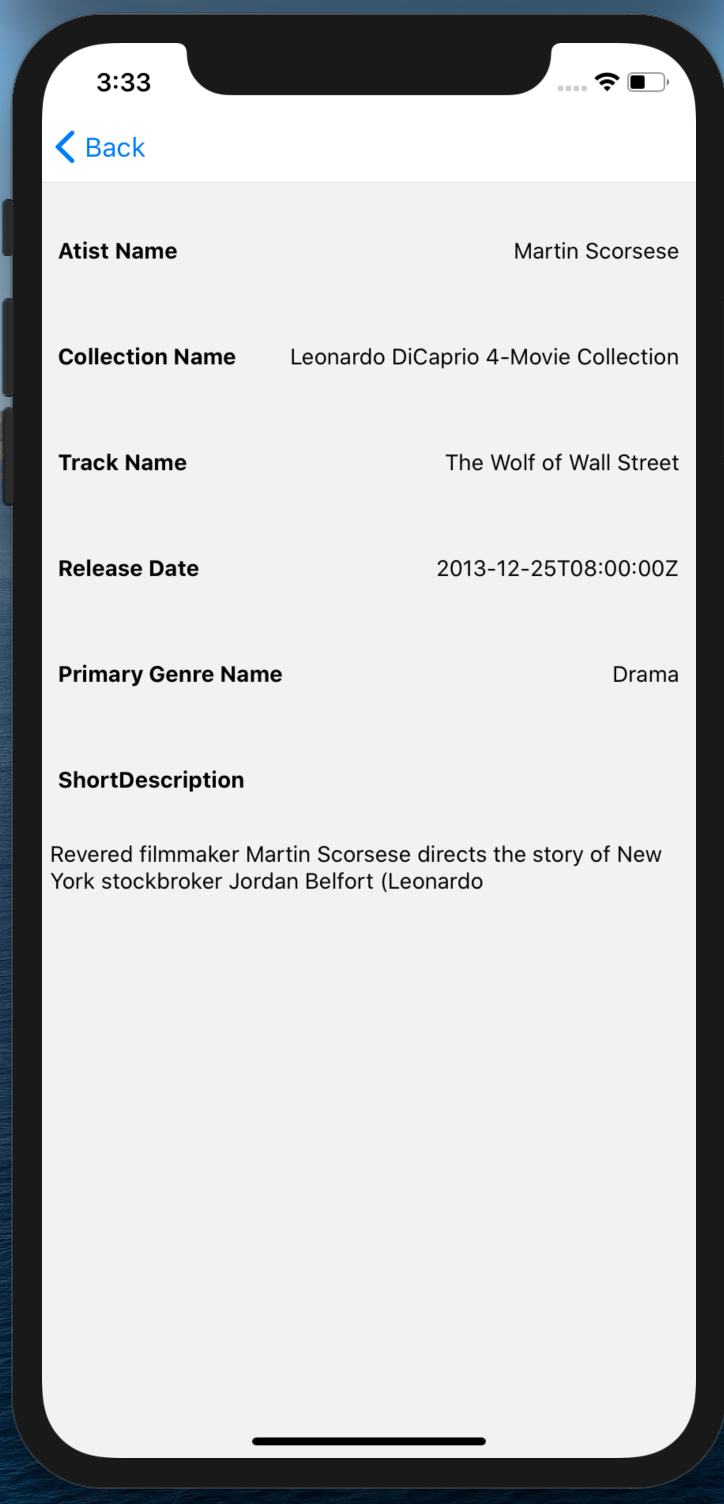 3:33
Back
Atist Name Martin Scorsese
Collection Name Leonardo DiCaprio 4-Movie Collection
Track Name The Wolf of Wall Street
Release Date 2013-12-25T08:00:00Z
Primary Genre Name Drama
ShortDescription
Revered filmmaker Martin Scorsese directs the story of New
York stockbroker Jordan Belfort (Leonardo